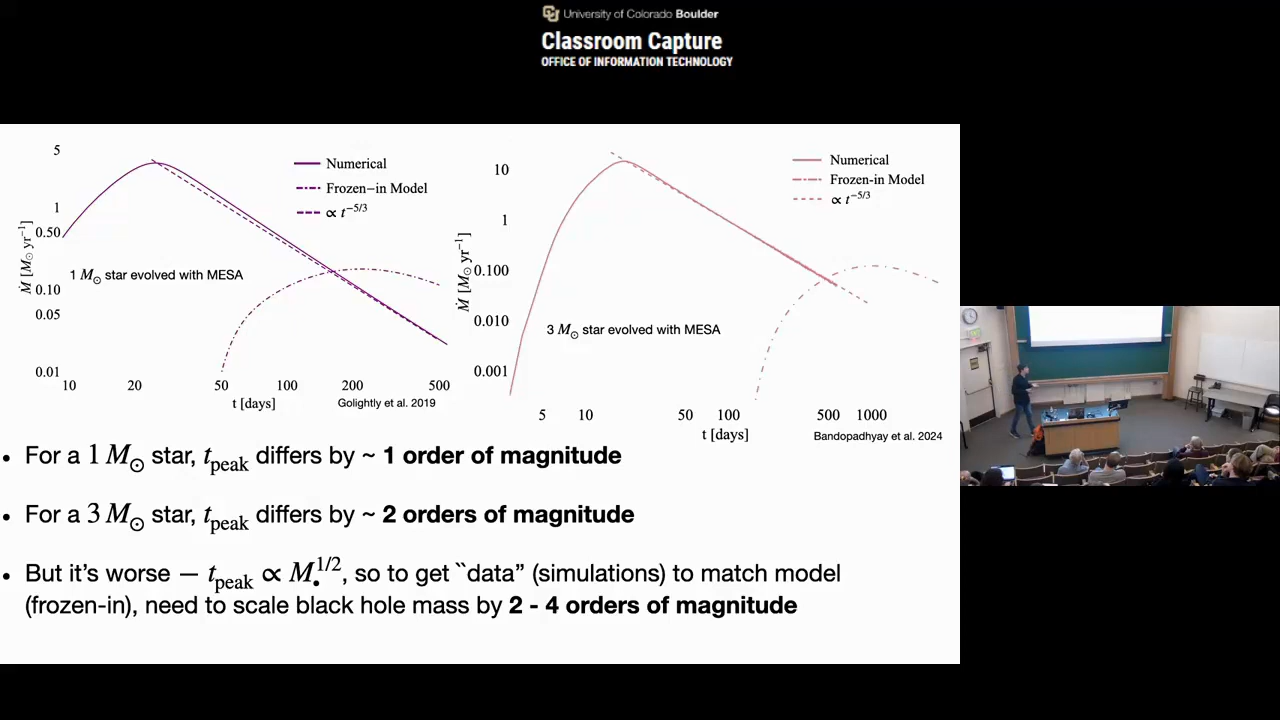 University of Colorado Boulder
Classroom Capture
OFFICE OF INFORMATION TECHNOLOGY
5
1
0.50
0.10
0.05
0.01
Ṁ [M⊙ yr⁻¹]
Numerical
Frozen−in Model
∝ t⁻⁵/³
1 M⊙ star evolved with MESA
10 20 50 100 200 500
t [days]
Golightly et al. 2019
10
1
0.100
0.010
0.001
Ṁ [M⊙ yr⁻¹]
Numerical
Frozen-in Model
∝ t⁻⁵/³
3 M⊙ star evolved with MESA
5 10 50 100 500 1000
t [days]
Bandopadhyay et al. 2024
• For a 1 M⊙ star, t_peak differs by ~ 1 order of magnitude
• For a 3 M⊙ star, t_peak differs by ~ 2 orders of magnitude
• But it's worse — t_peak ∝ M•^1/2, so to get ``data" (simulations) to match model
(frozen-in), need to scale black hole mass by 2 - 4 orders of magnitude